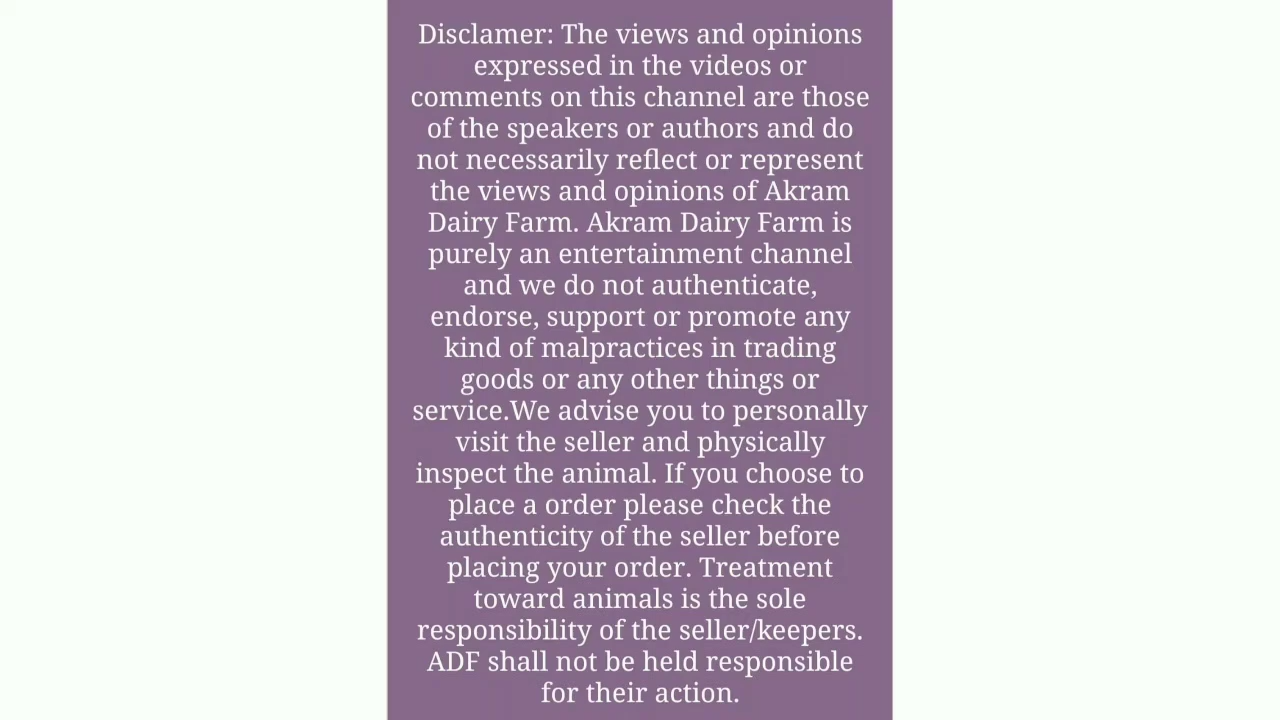 Disclamer: The views and opinions
expressed in the videos or
comments on this channel are those
of the speakers or authors and do
not necessarily reflect or represent
the views and opinions of Akram
Dairy Farm. Akram Dairy Farm is
purely an entertainment channel
and we do not authenticate,
endorse, support or promote any
kind of malpractices in trading
goods or any other things or
service.We advise you to personally
visit the seller and physically
inspect the animal. If you choose to
place a order please check the
authenticity of the seller before
placing your order. Treatment
toward animals is the sole
responsibility of the seller/keepers.
ADF shall not be held responsible
for their action.